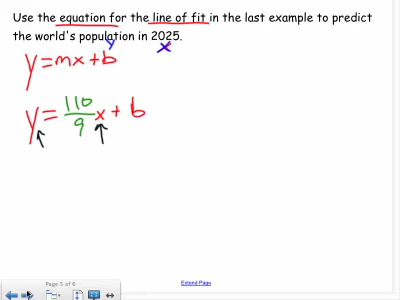 Use the equation for the line of fit in the last example to predict
the world's population in 2025.
y x
y = mx + b
y = 110/9 x + b
Extend Page
Page 5 of 6